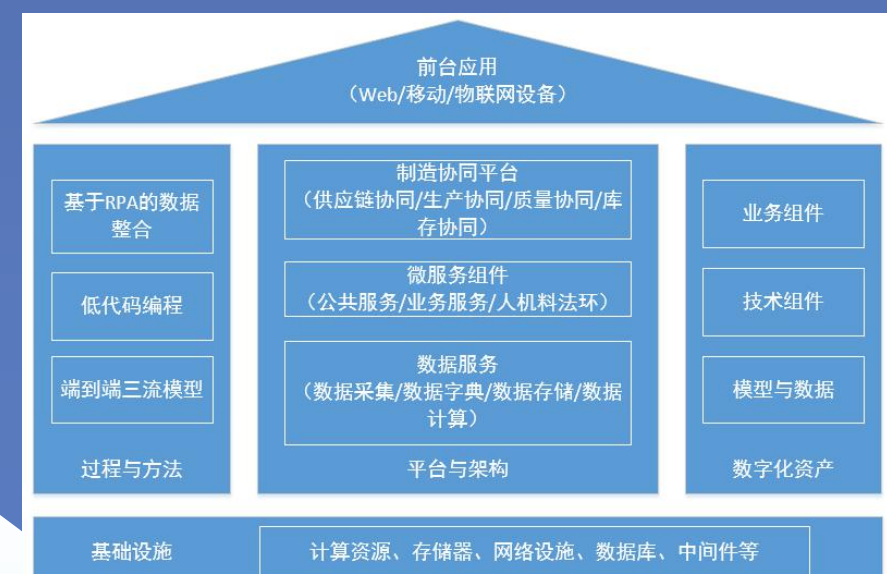 前台应用
（Web/移动/物联网设备）
基于RPA的数据
整合
低代码编程
端到端三流模型
过程与方法
制造协同平台
（供应链协同/生产协同/质量协同/库
存协同）
微服务组件
（公共服务/业务服务/人机料法环）
数据服务
（数据采集/数据字典/数据存储/数据
计算）
平台与架构
业务组件
技术组件
模型与数据
数字化资产
基础设施
计算资源、存储器、网络设施、数据库、中间件等